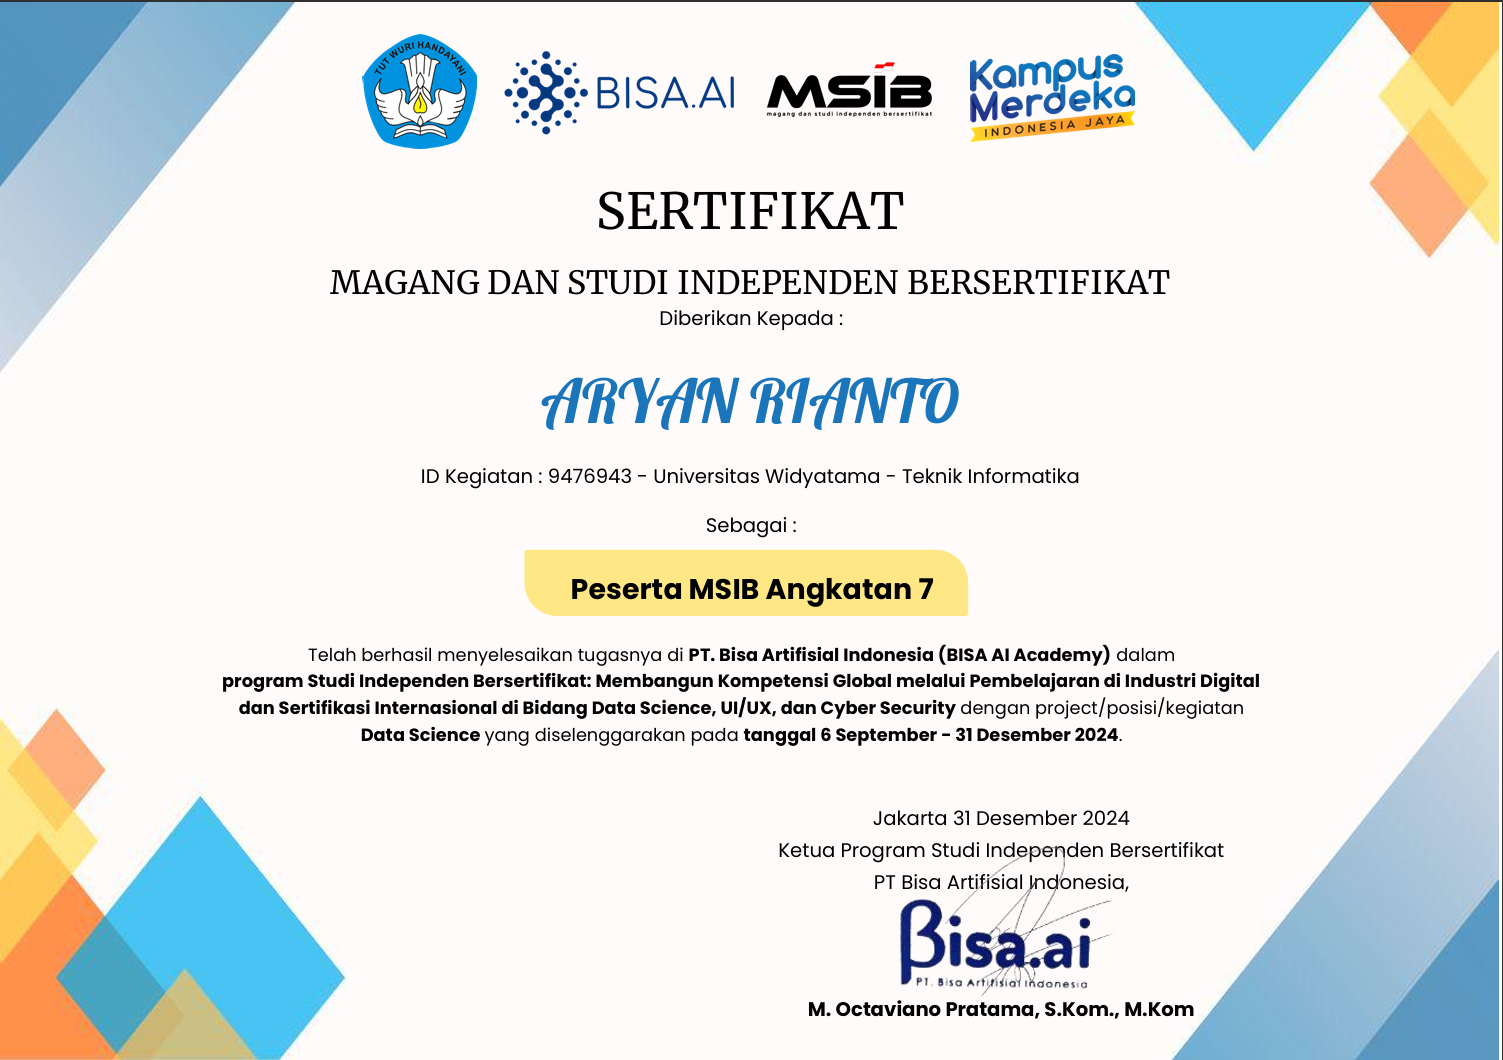 TUT WURI HANDAYANI
BISA.AI
MSIB
magang dan studi independen bersertifikat
Kampus
Merdeka
INDONESIA JAYA
SERTIFIKAT
MAGANG DAN STUDI INDEPENDEN BERSERTIFIKAT
Diberikan Kepada :
ARYAN RIANTO
ID Kegiatan : 9476943 - Universitas Widyatama - Teknik Informatika
Sebagai :
Peserta MSIB Angkatan 7
Telah berhasil menyelesaikan tugasnya di PT. Bisa Artifisial Indonesia (BISA AI Academy) dalam
program Studi Independen Bersertifikat: Membangun Kompetensi Global melalui Pembelajaran di Industri Digital
dan Sertifikasi Internasional di Bidang Data Science, UI/UX, dan Cyber Security dengan project/posisi/kegiatan
Data Science yang diselenggarakan pada tanggal 6 September - 31 Desember 2024.
Jakarta 31 Desember 2024
Ketua Program Studi Independen Bersertifikat
PT Bisa Artifisial Indonesia,
Bisa.ai
PT. Bisa Artifisial Indonesia
M. Octaviano Pratama, S.Kom., M.Kom